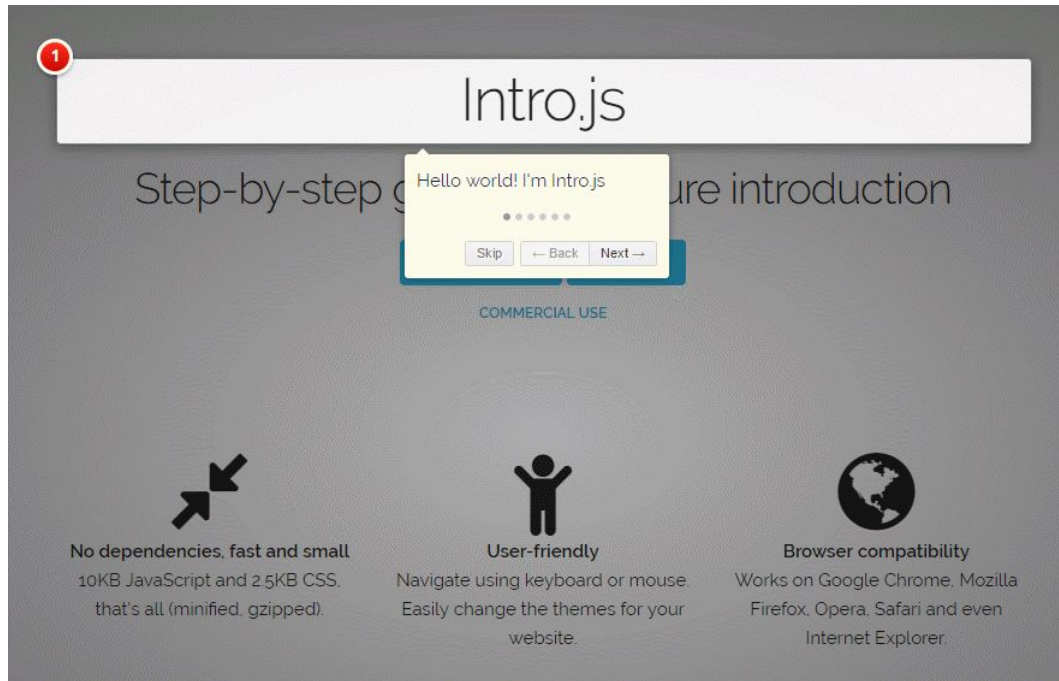 1
Intro.js
Step-by-step g ure introduction
Hello world! I'm Intro.js
Skip ← Back Next →
COMMERCIAL USE
No dependencies, fast and small
10KB JavaScript and 2.5KB CSS,
that's all (minified, gzipped).
User-friendly
Navigate using keyboard or mouse.
Easily change the themes for your
website.
Browser compatibility
Works on Google Chrome, Mozilla
Firefox, Opera, Safari and even
Internet Explorer.